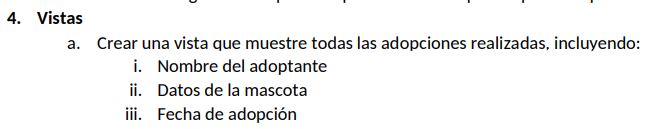 4. Vistas
a. Crear una vista que muestre todas las adopciones realizadas, incluyendo:
i. Nombre del adoptante
ii. Datos de la mascota
iii. Fecha de adopción